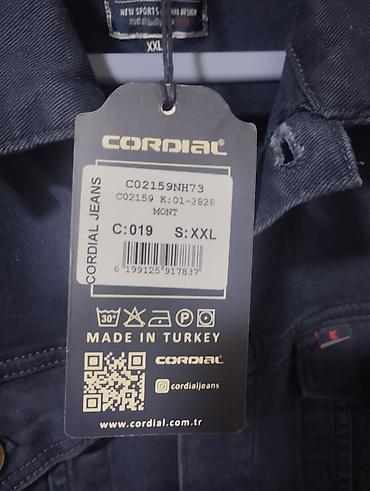 NEW SPORTS
XXL
CORDIAL
CORDIAL JEANS
C02159NH73
C02159 K:01-3828
MONT
C:019 S:XXL
6 199125 917837
30°
P
MADE IN TURKEY
CORDIAL
cordialjeans
www.cordial.com.tr